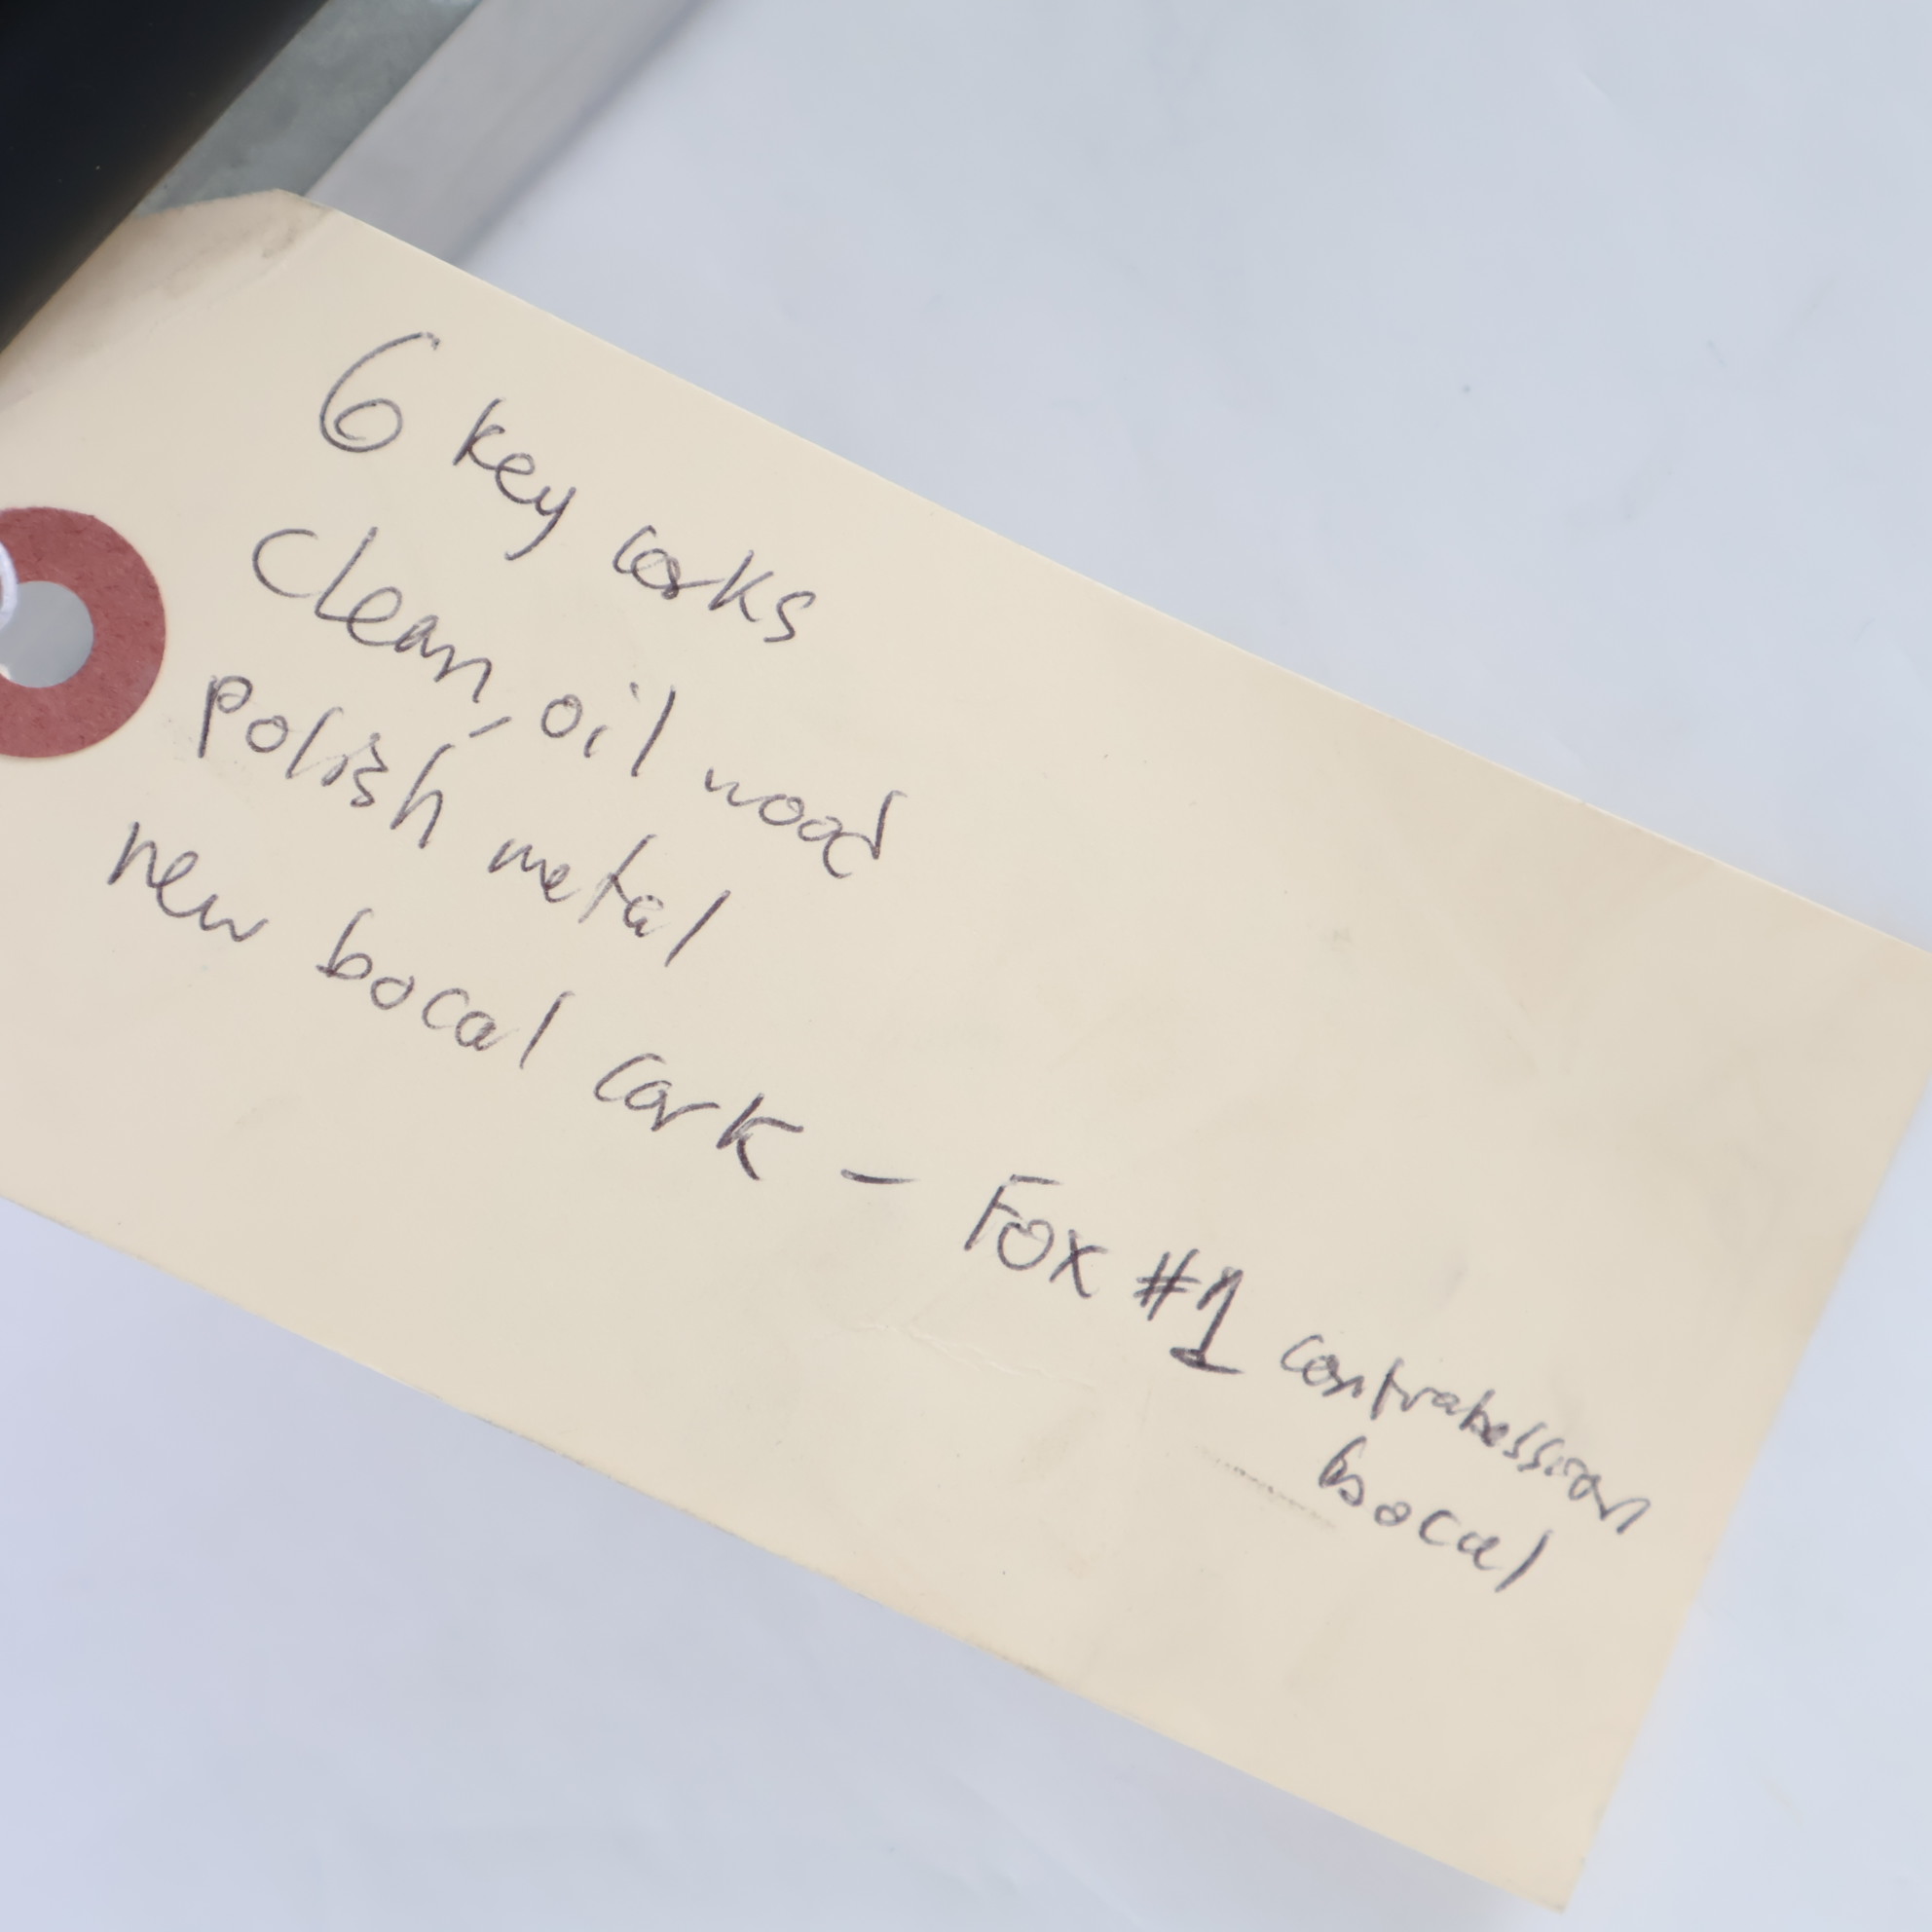 6 key corks
clean, oil wood
polish metal
new bocal cork – Fox #1 contrabassoon
bocal